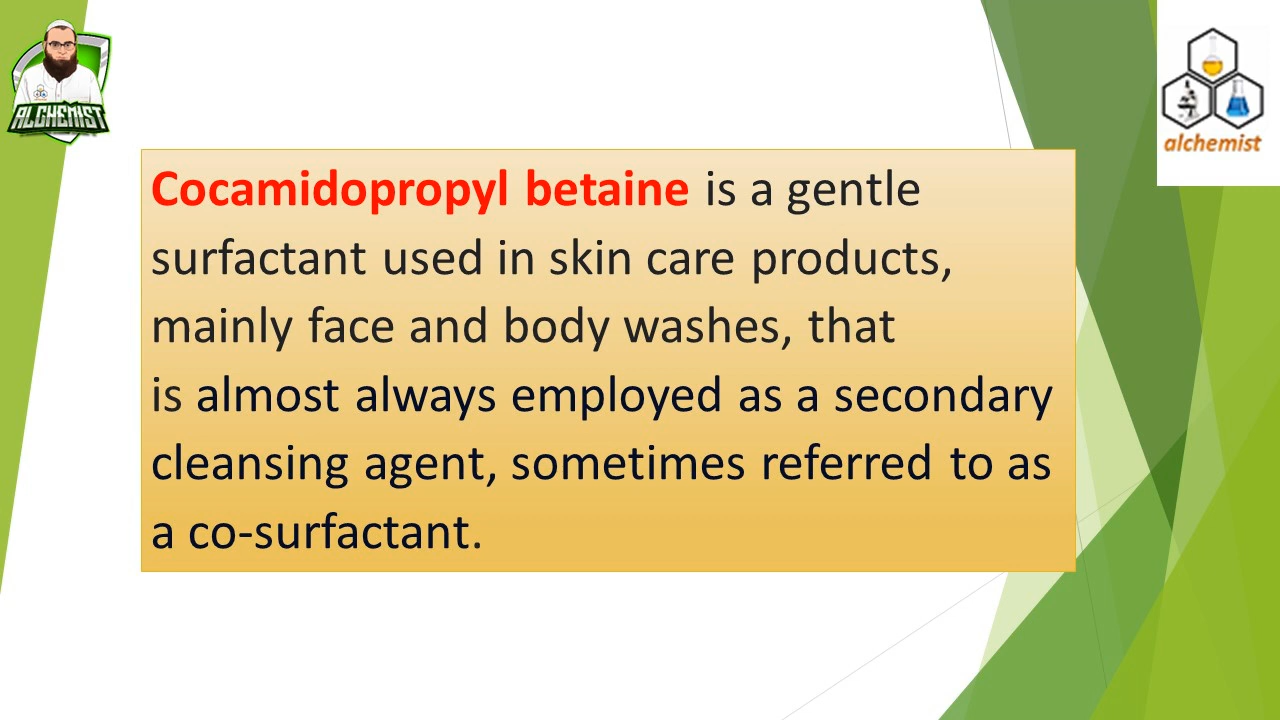 ALCHEMIST
alchemist
Cocamidopropyl betaine is a gentle
surfactant used in skin care products,
mainly face and body washes, that
is almost always employed as a secondary
cleansing agent, sometimes referred to as
a co-surfactant.